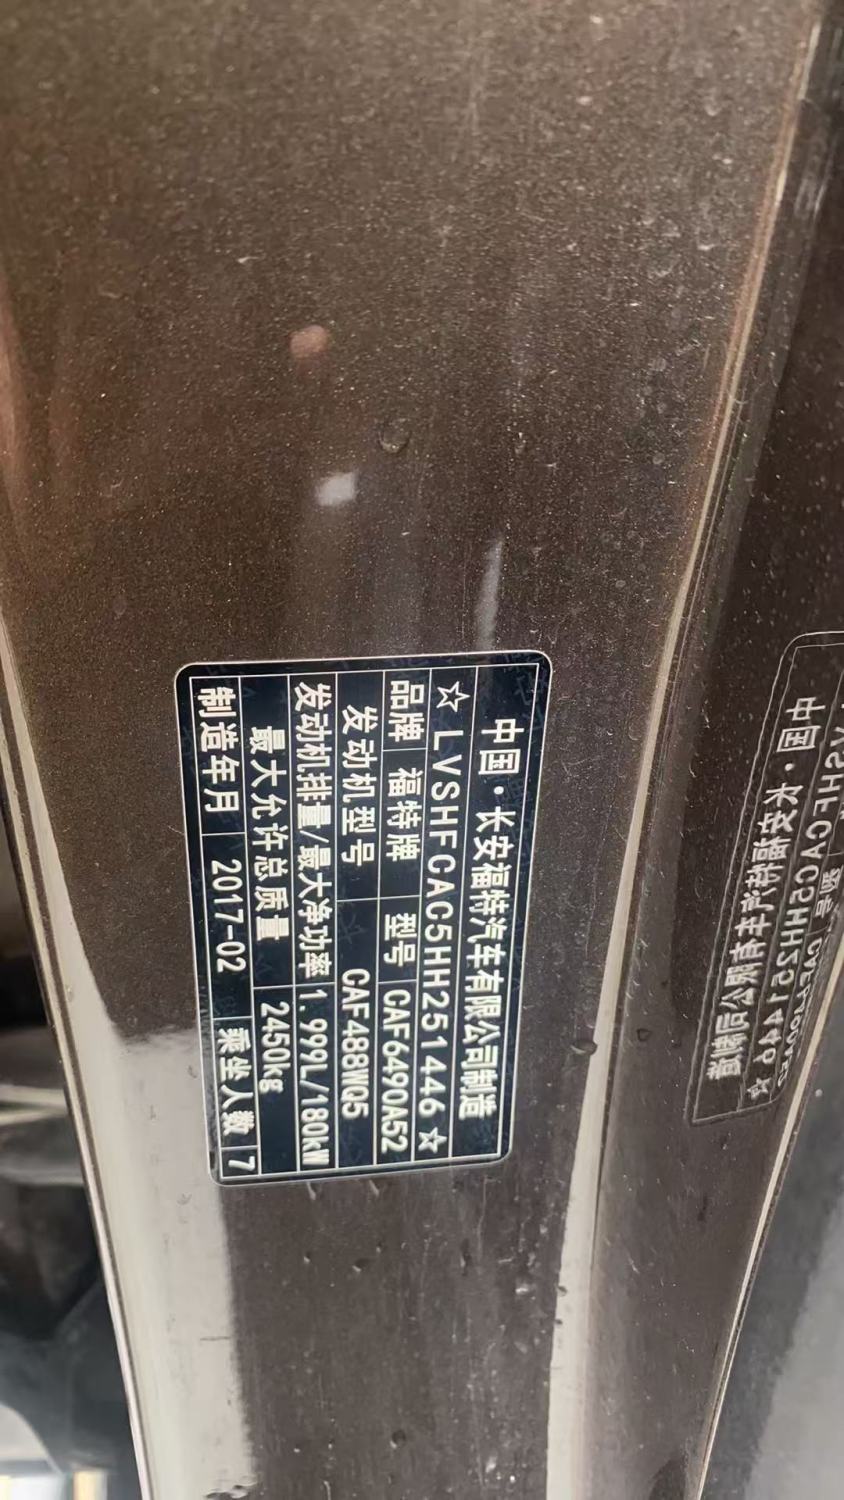 中国·长安福特汽车有限公司制造
☆LVSHFCAC5HH251446☆
品牌 福特牌 型号 CAF6490A52
发动机型号 CAF488WQ5
发动机排量/最大净功率 1.999L/180kW
最大允许总质量 2450kg
制造年月 2017-02 乘坐人数 7